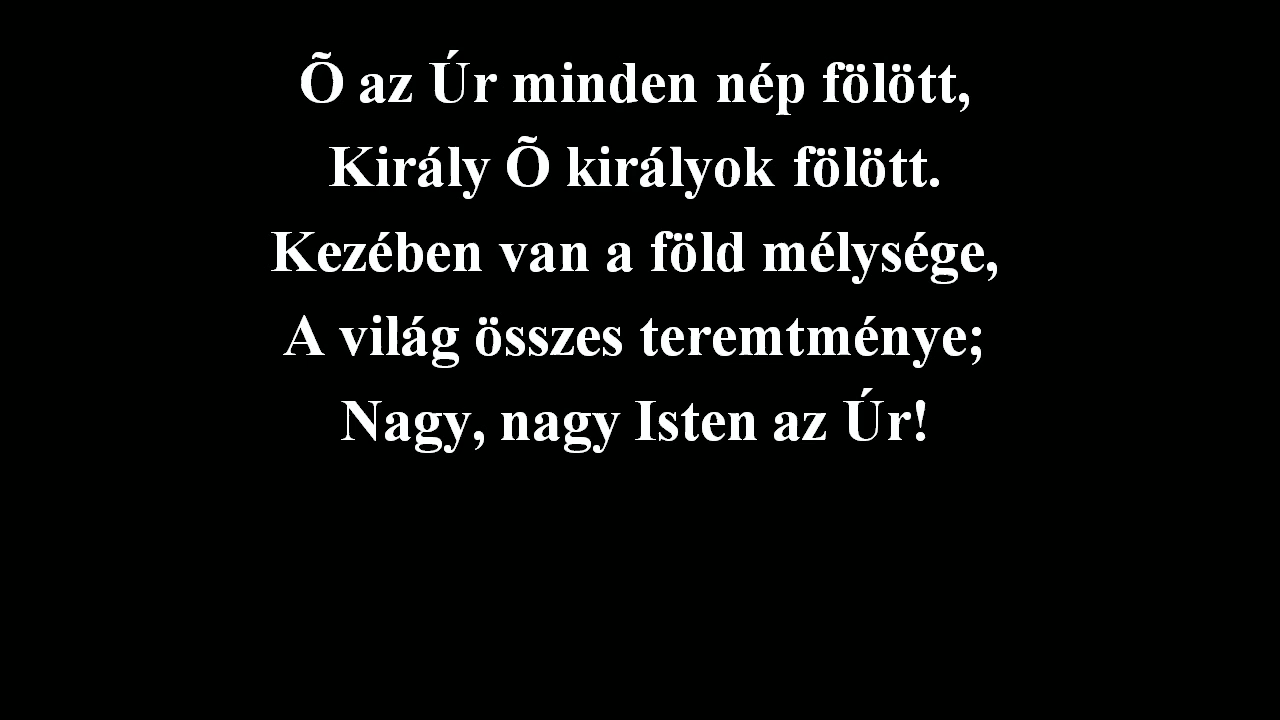 Õ az Úr minden nép fölött,
Király Õ királyok fölött.
Kezében van a föld mélysége,
A világ összes teremtménye;
Nagy, nagy Isten az Úr!